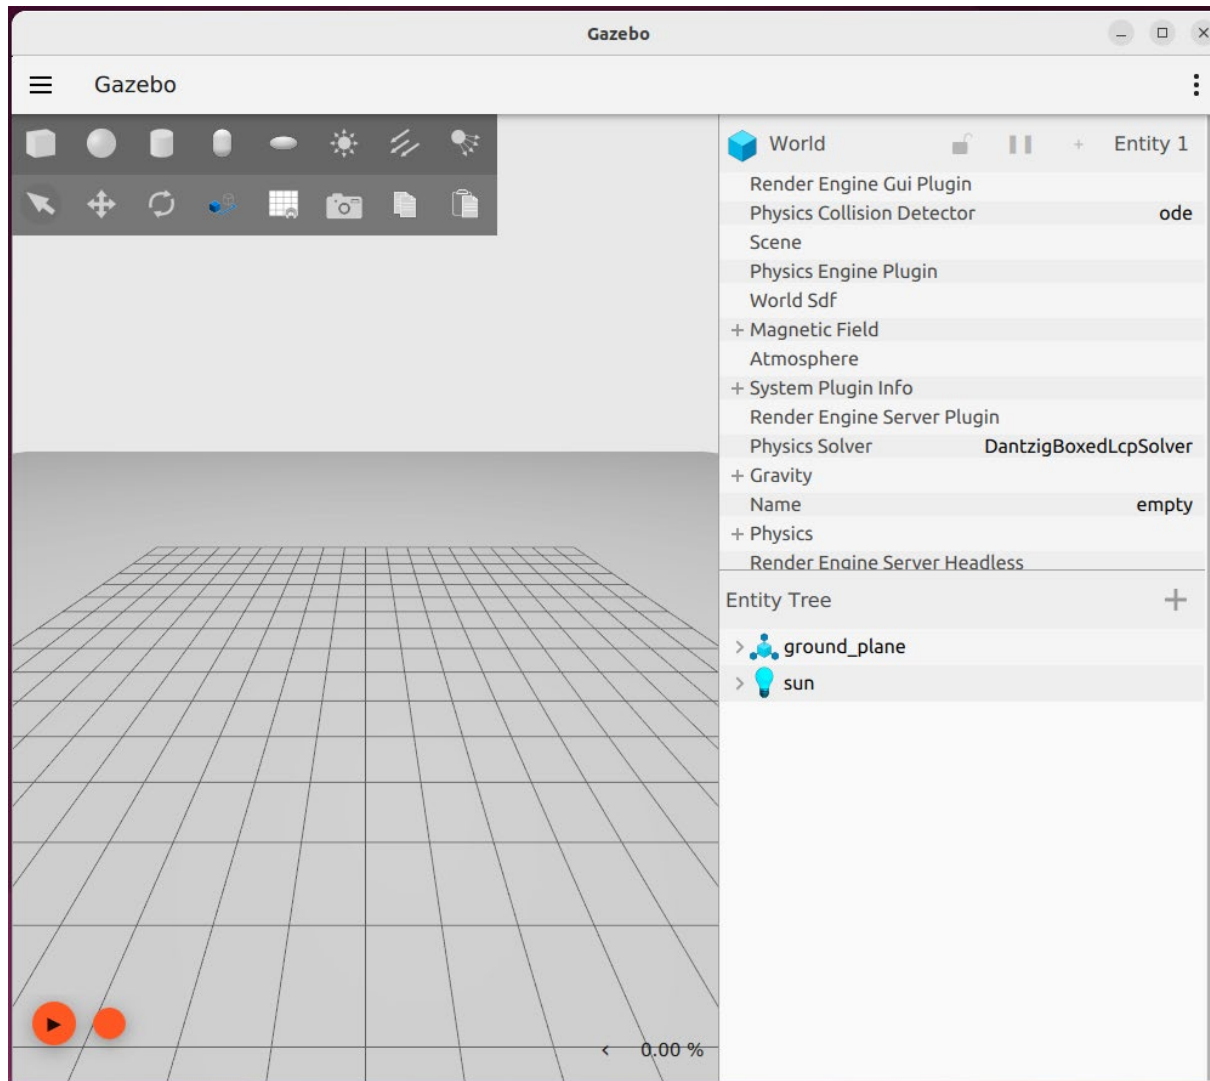 Gazebo
Gazebo
World Entity 1
Render Engine Gui Plugin
Physics Collision Detector ode
Scene
Physics Engine Plugin
World Sdf
+ Magnetic Field
Atmosphere
+ System Plugin Info
Render Engine Server Plugin
Physics Solver DantzigBoxedLcpSolver
+ Gravity
Name empty
+ Physics
Render Engine Server Headless
Entity Tree
ground_plane
sun
< 0.00 %